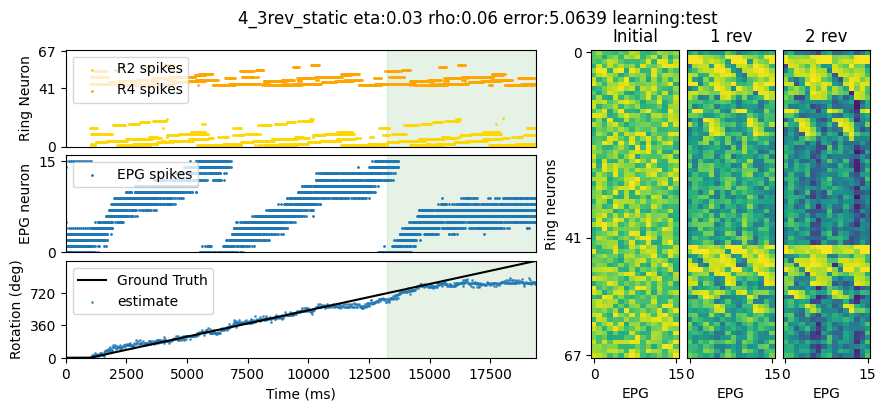 4_3rev_static eta:0.03 rho:0.06 error:5.0639 learning:test
Ring Neuron
67
41
0
R2 spikes
R4 spikes
EPG neuron
15
0
EPG spikes
Rotation (deg)
720
360
0
Ground Truth
estimate
0 2500 5000 7500 10000 12500 15000 17500
Time (ms)
Initial 1 rev 2 rev
Ring neurons
0
41
67
0 15 0 15 0 15
EPG EPG EPG